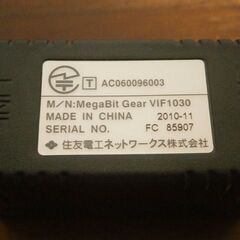 T AC060096003
M/N:MegaBit Gear VIF1030
MADE IN CHINA 2010-11
SERIAL NO. FC 85907
住友電工ネットワークス株式会社
LINE